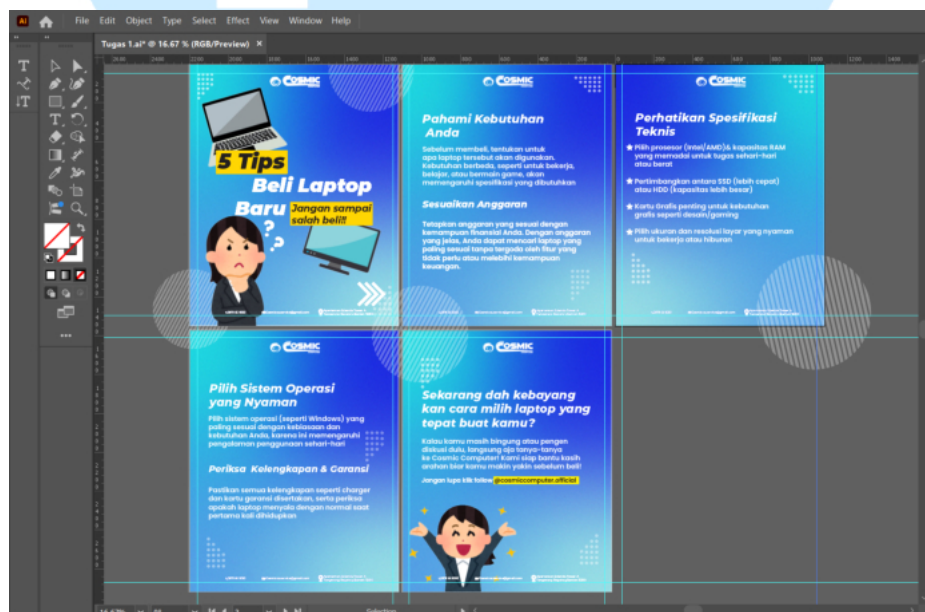 Ai
File Edit Object Type Select Effect View Window Help
Tugas 1.ai* @ 16.67 % (RGB/Preview) ×
COSMIC
5 Tips
Beli Laptop
Baru
Jangan sampai
salah beli!!
? ? ?
COSMIC
Pahami Kebutuhan
Anda
Sebelum membeli, tentukan untuk
apa laptop tersebut akan digunakan.
Kebutuhan berbeda, seperti untuk bekerja,
belajar, atau bermain game, akan
memengaruhi spesifikasi yang dibutuhkan
Sesuaikan Anggaran
Tetapkan anggaran yang sesuai dengan
kemampuan finansial Anda. Dengan anggaran
yang jelas, Anda dapat mencari laptop yang
paling sesuai tanpa tergoda oleh fitur yang
tidak perlu atau melebihi kemampuan
keuangan.
COSMIC
Perhatikan Spesifikasi
Teknis
Pilih prosesor (Intel/AMD)& kapasitas RAM
yang memadai untuk tugas sehari-hari
atau berat
Pertimbangkan antara SSD (lebih cepat)
atau HDD (kapasitas lebih besar)
Kartu Grafis penting untuk kebutuhan
grafis seperti desain/gaming
Pilih ukuran dan resolusi layar yang nyaman
untuk bekerja atau hiburan
COSMIC
Pilih Sistem Operasi
yang Nyaman
Pilih sistem operasi (seperti Windows) yang
paling sesuai dengan kebiasaan dan
kebutuhan Anda, karena ini memengaruhi
pengalaman penggunaan sehari-hari
Periksa Kelengkapan & Garansi
Pastikan semua kelengkapan seperti charger
dan kartu garansi disertakan, serta periksa
apakah laptop menyala dengan normal saat
pertama kali dihidupkan
COSMIC
Sekarang dah kebayang
kan cara milih laptop yang
tepat buat kamu?
Kalau kamu masih bingung atau pengen
diskusi dulu, langsung aja tanya-tanya
ke Cosmic Computer! Kami siap bantu kasih
arahan biar kamu makin yakin sebelum beli!
Jangan lupa klik follow @cosmiccomputer.official